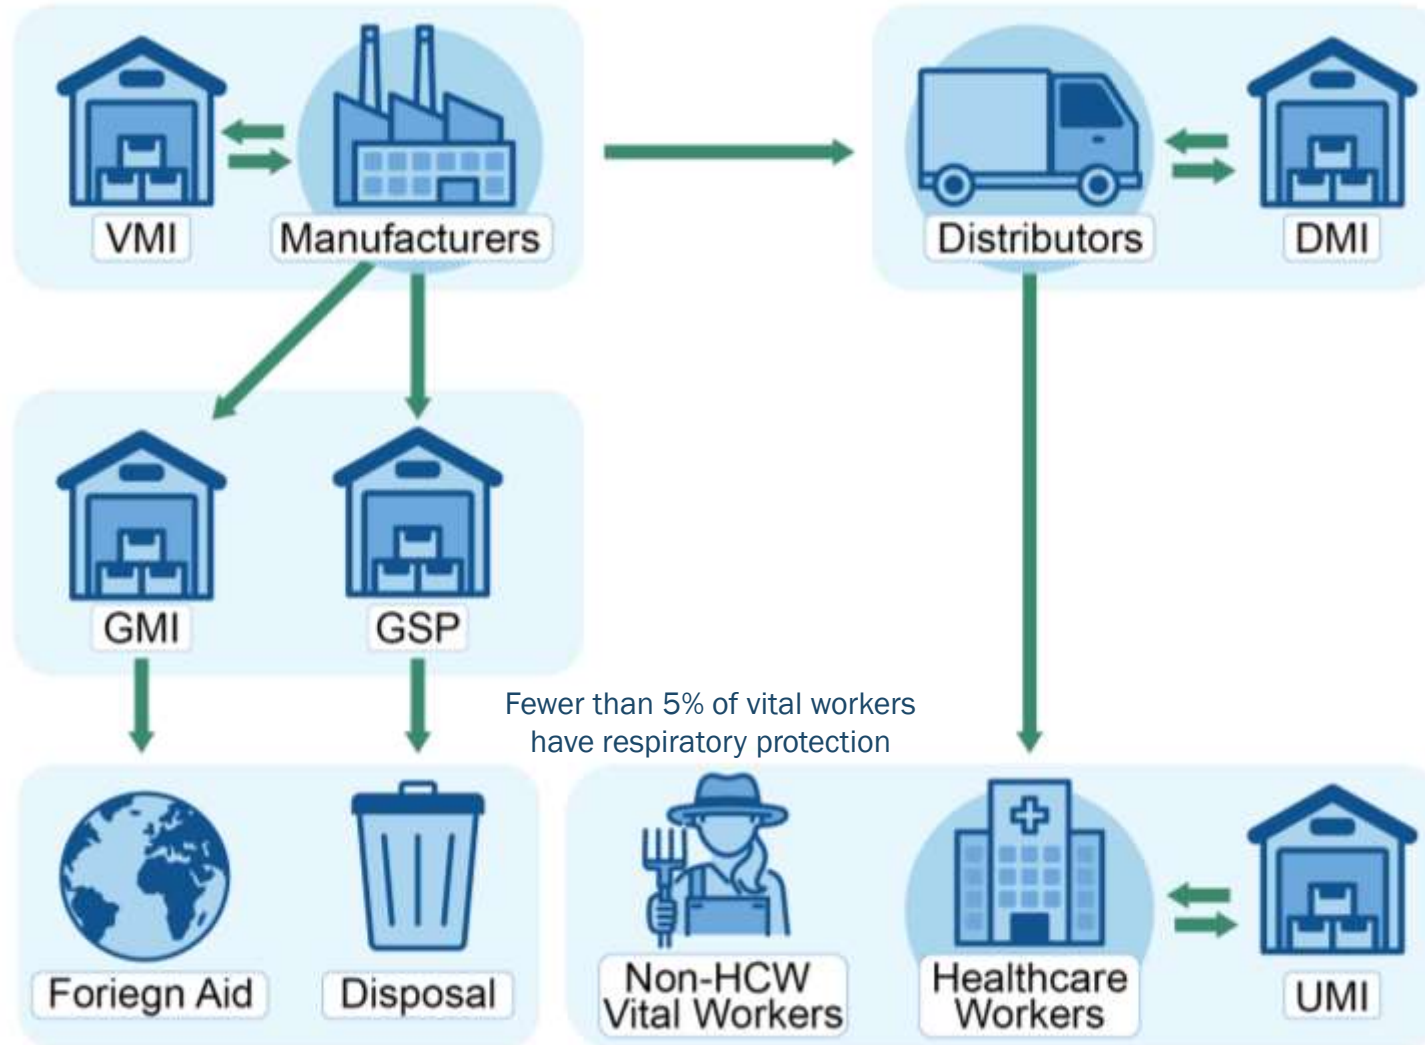 VMI
Manufacturers
Distributors
DMI
GMI
GSP
Fewer than 5% of vital workers
have respiratory protection
Foriegn Aid
Disposal
Non-HCW
Vital Workers
Healthcare
Workers
UMI